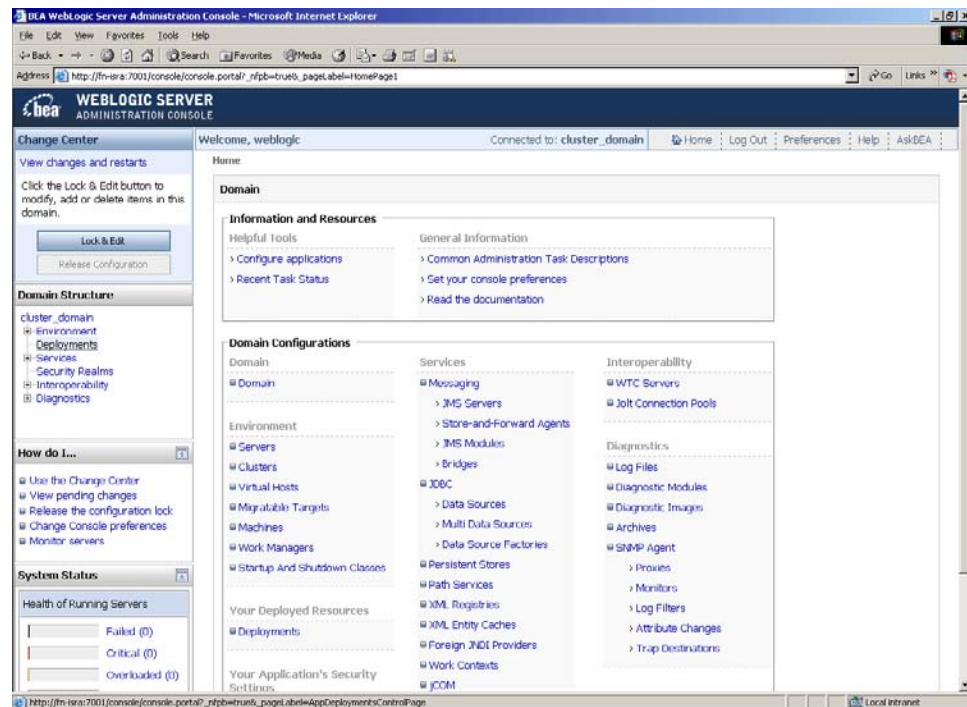 BEA WebLogic Server Administration Console - Microsoft Internet Explorer
File Edit View Favorites Tools Help
Back Search Favorites Media
Address http://fn-isra:7001/console/console.portal?_nfpb=true&_pageLabel=HomePage1 Go Links »
bea WEBLOGIC SERVER
ADMINISTRATION CONSOLE
Change Center
View changes and restarts
Click the Lock & Edit button to
modify, add or delete items in this
domain.
Lock & Edit
Release Configuration
Domain Structure
cluster_domain
Environment
Deployments
Services
Security Realms
Interoperability
Diagnostics
How do I...
Use the Change Center
View pending changes
Release the configuration lock
Change Console preferences
Monitor servers
System Status
Health of Running Servers
Failed (0)
Critical (0)
Overloaded (0)
Welcome, weblogic Connected to: cluster_domain Home Log Out Preferences Help AskBEA
Home
Domain
Information and Resources
Helpful Tools
› Configure applications
› Recent Task Status
General Information
› Common Administration Task Descriptions
› Set your console preferences
› Read the documentation
Domain Configurations
Domain
Domain
Environment
Servers
Clusters
Virtual Hosts
Migratable Targets
Machines
Work Managers
Startup And Shutdown Classes
Your Deployed Resources
Deployments
Your Application's Security
Settings
Services
Messaging
› JMS Servers
› Store-and-Forward Agents
› JMS Modules
› Bridges
JDBC
› Data Sources
› Multi Data Sources
› Data Source Factories
Persistent Stores
Path Services
XML Registries
XML Entity Caches
Foreign JNDI Providers
Work Contexts
jCOM
Interoperability
WTC Servers
Jolt Connection Pools
Diagnostics
Log Files
Diagnostic Modules
Diagnostic Images
Archives
SNMP Agent
› Proxies
› Monitors
› Log Filters
› Attribute Changes
› Trap Destinations
http://fn-isra:7001/console/console.portal?_nfpb=true&_pageLabel=AppDeploymentsControlPage Local intranet